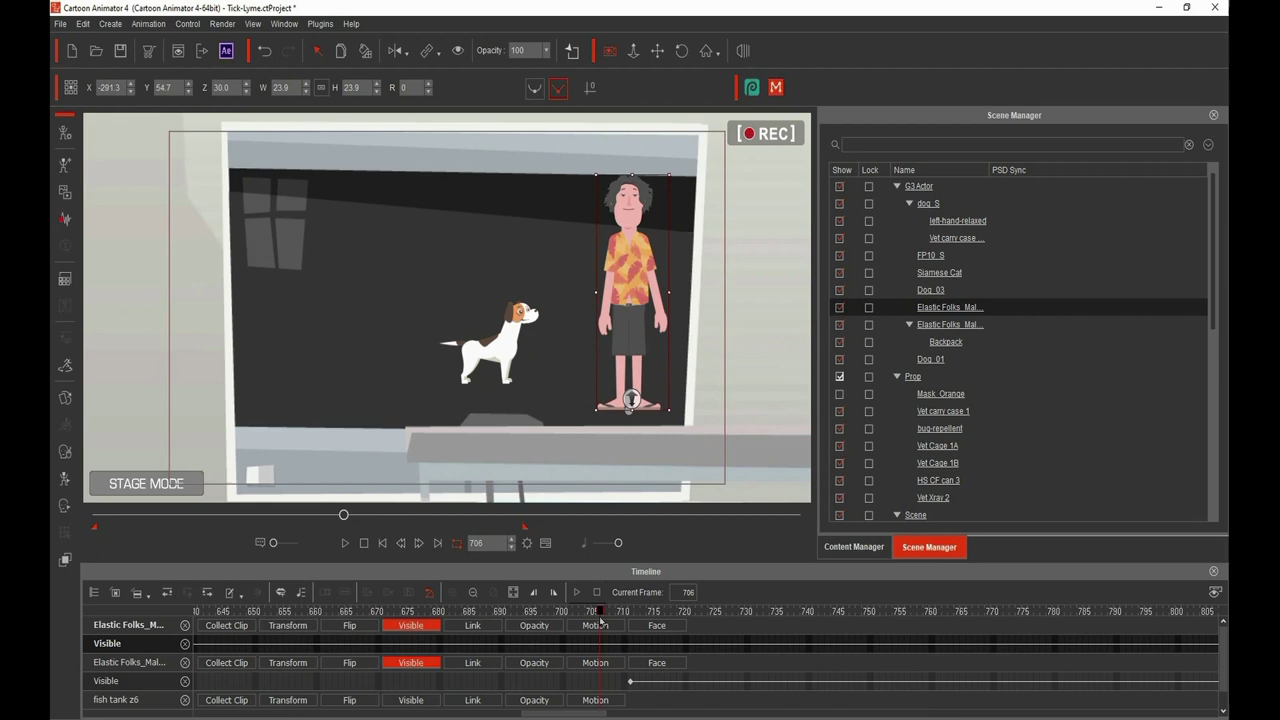 Cartoon Animator 4 (Cartoon Animator 4-64bit) - Tick-Lyme.ctProject *
File Edit Create Animation Control Render View Window Plugins Help
Ae Opacity : 100
X -291.3 Y 54.7 Z 30.0 W 23.9 H 23.9 R 0
M
Scene Manager
[ REC ]
Show Lock Name PSD Sync
G3 Actor
dog_S
left-hand-relaxed
Vet carry case ...
FP10_S
Siamese Cat
Dog_03
Elastic Folks_Mal...
Elastic Folks_Mal...
Backpack
Dog_01
Prop
Mask_Orange
Vet carry case 1
bug-repellent
Vet Cage 1A
Vet Cage 1B
HS CF can 3
Vet Xray 2
Scene
STAGE MODE
706
Content Manager Scene Manager
Timeline
Current Frame: 706
645 650 655 660 665 670 675 680 685 690 695 700 705 710 715 720 725 730 735 740 745 750 755 760 765 770 775 780 785 790 795 800 805
Elastic Folks_M... Collect Clip Transform Flip Visible Link Opacity Motion Face
Visible
Elastic Folks_Mal... Collect Clip Transform Flip Visible Link Opacity Motion Face
Visible
fish tank z6 Collect Clip Transform Flip Visible Link Opacity Motion